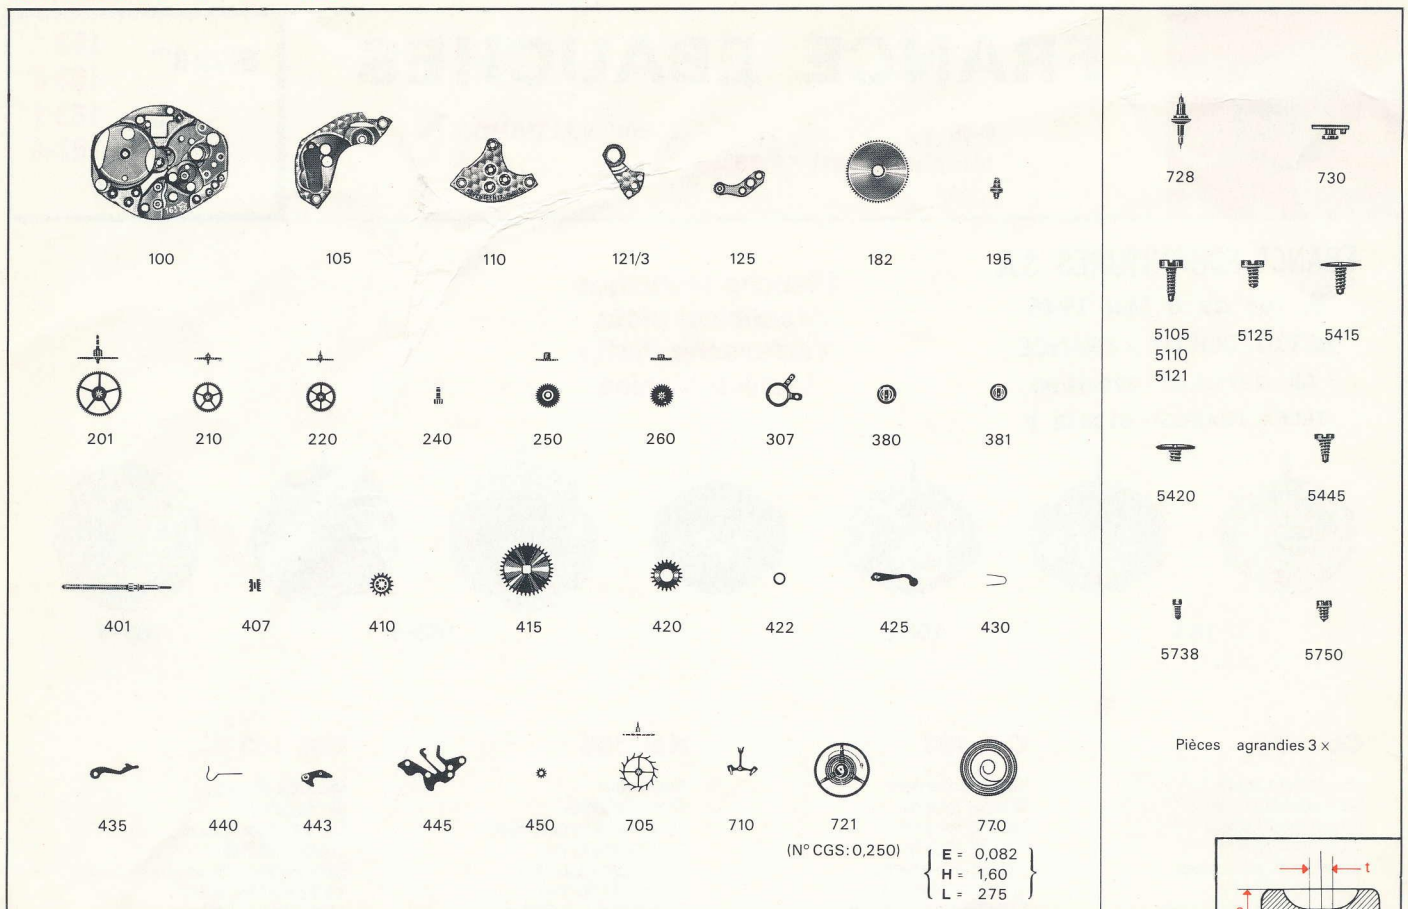 100 105 110 121/3 125 182 195
201 210 220 240 250 260 307 380 381
401 407 410 415 420 422 425 430
435 440 443 445 450 705 710 721 770
(N° CGS: 0,250)
E = 0,082
H = 1,60
L = 275
728 730
5105 5125 5415
5110
5121
5420 5445
5738 5750
Pièces agrandies 3 ×
t